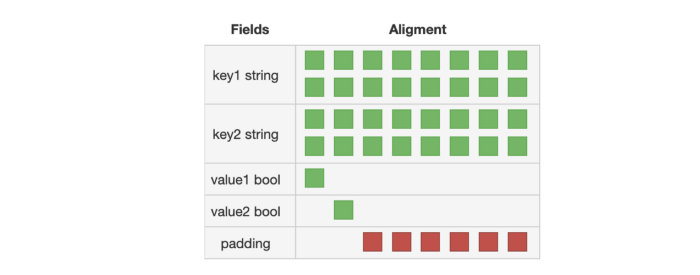 Fields Aligment
key1 string
key2 string
value1 bool
value2 bool
padding